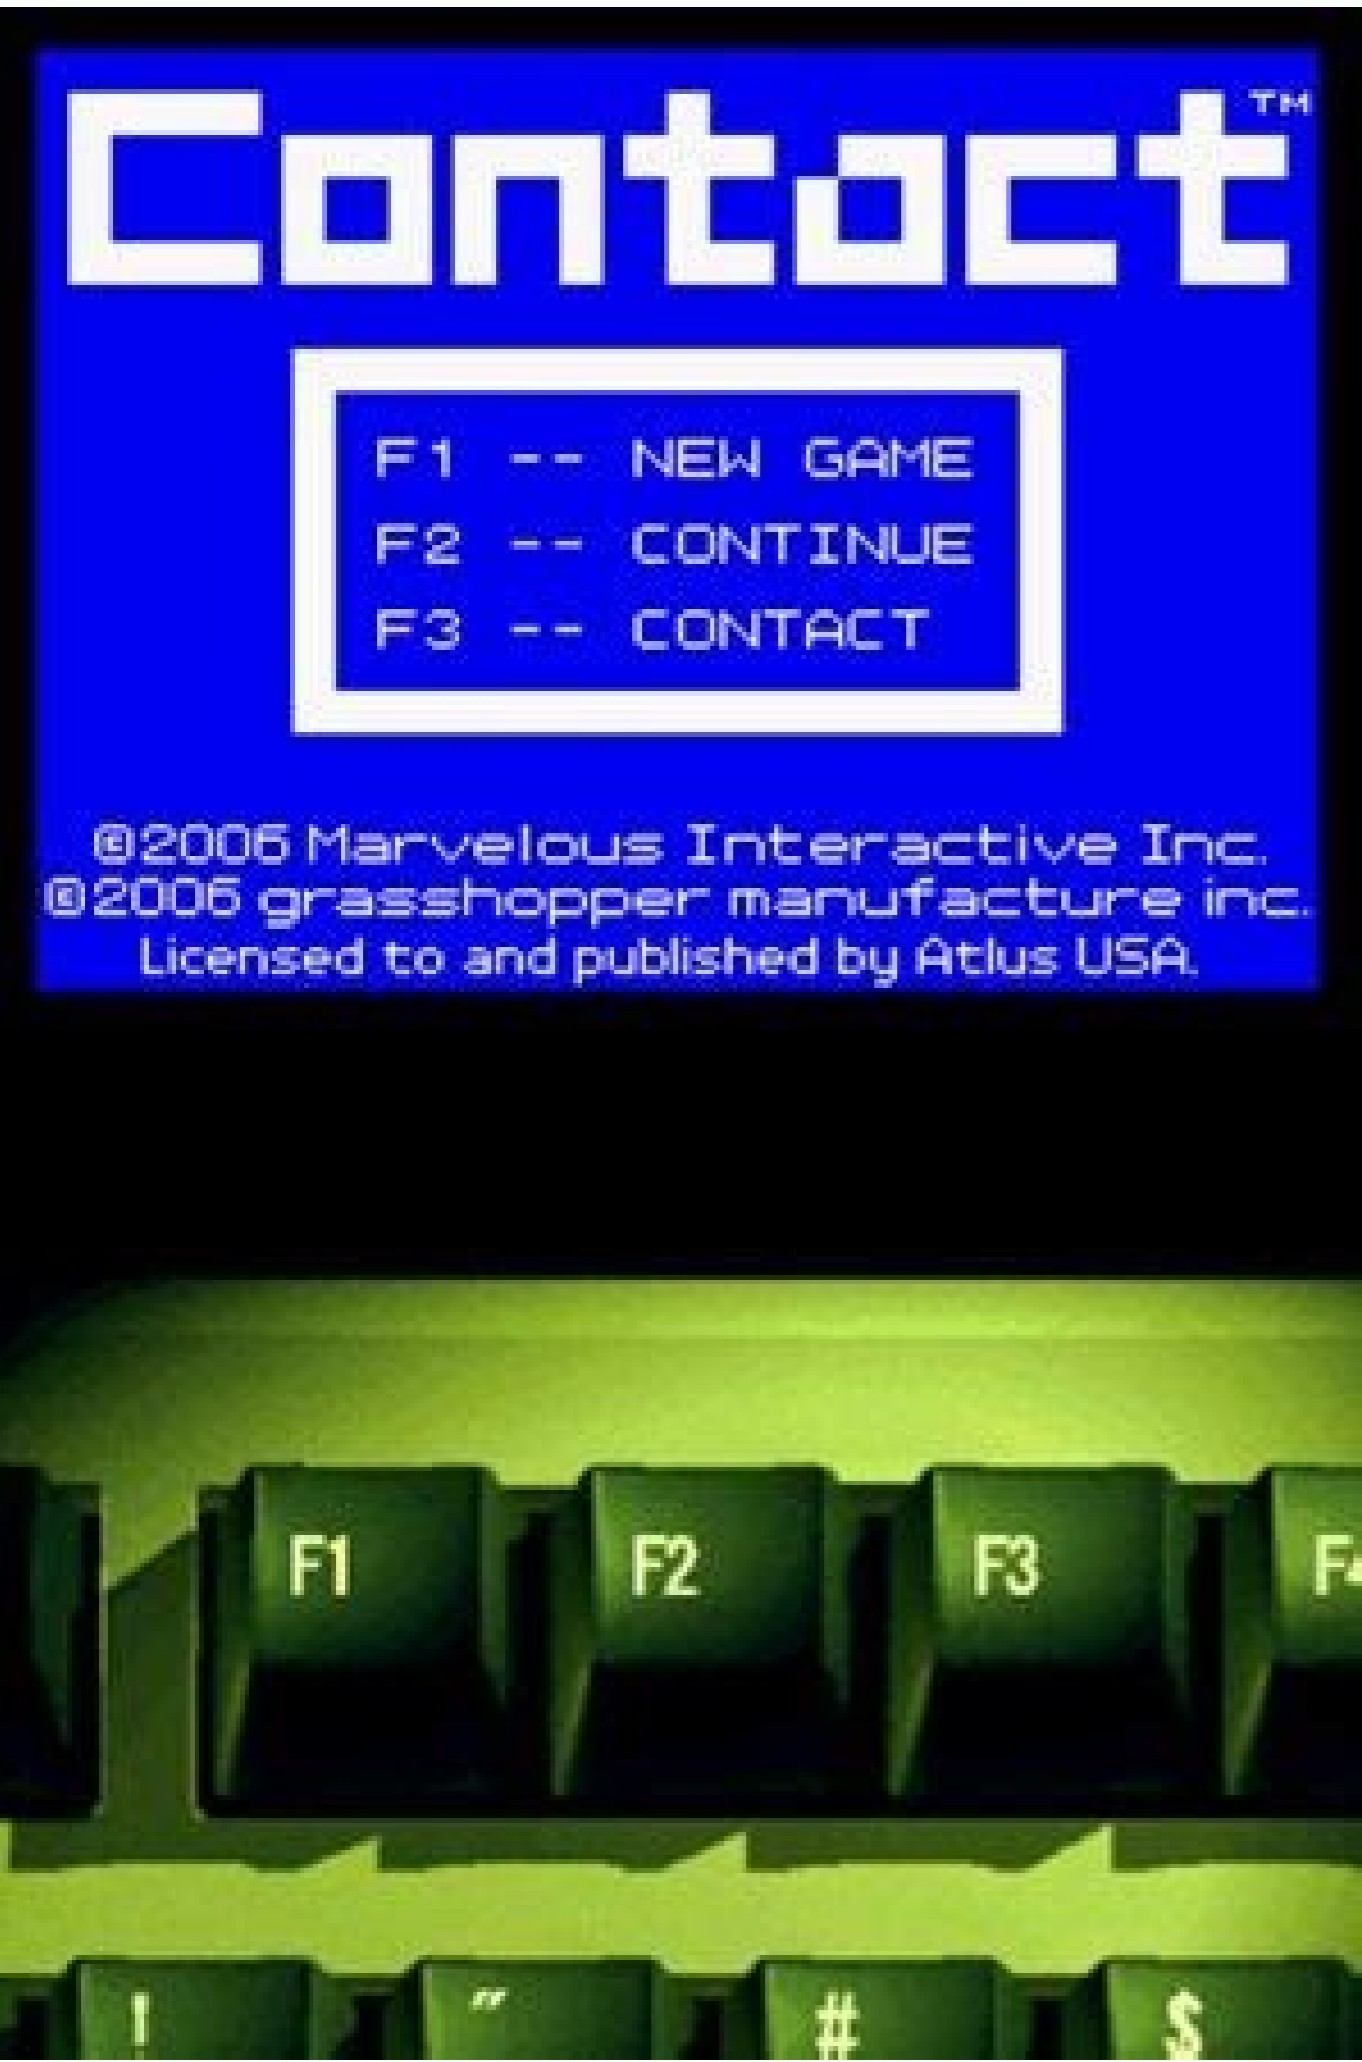 Contact™
F1 -- NEW GAME
F2 -- CONTINUE
F3 -- CONTACT
©2006 Marvelous Interactive Inc.
©2006 grasshopper manufacture inc.
Licensed to and published by Atlus USA.
F1 F2 F3 F4
! " # $